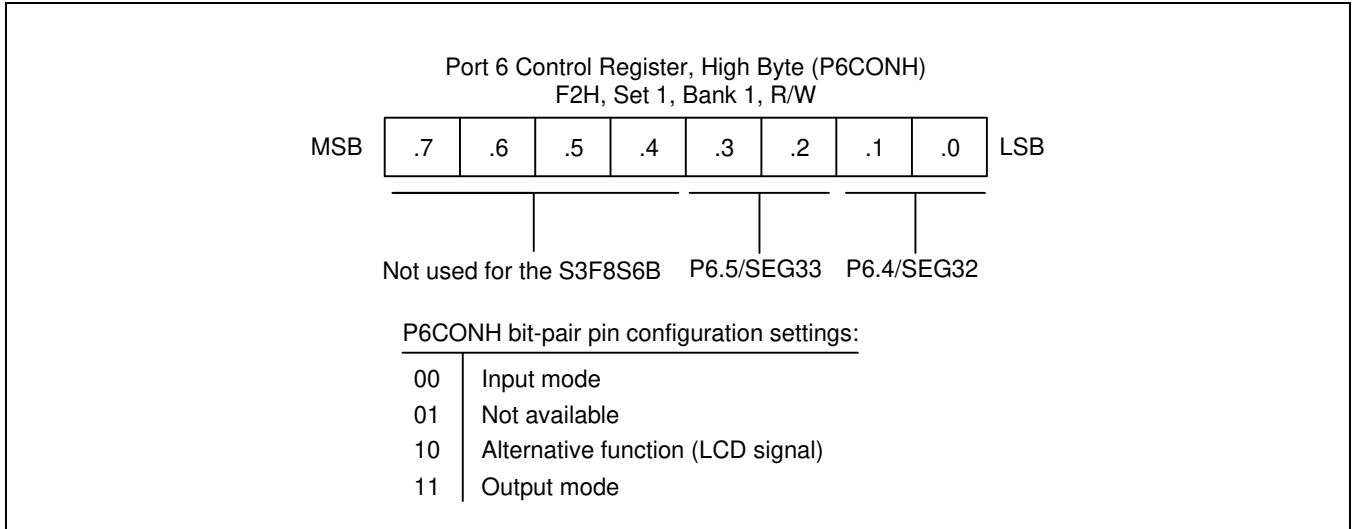 Port 6 Control Register, High Byte (P6CONH)
F2H, Set 1, Bank 1, R/W
MSB .7 .6 .5 .4 .3 .2 .1 .0 LSB
Not used for the S3F8S6B P6.5/SEG33 P6.4/SEG32
P6CONH bit-pair pin configuration settings:
00 Input mode
01 Not available
10 Alternative function (LCD signal)
11 Output mode